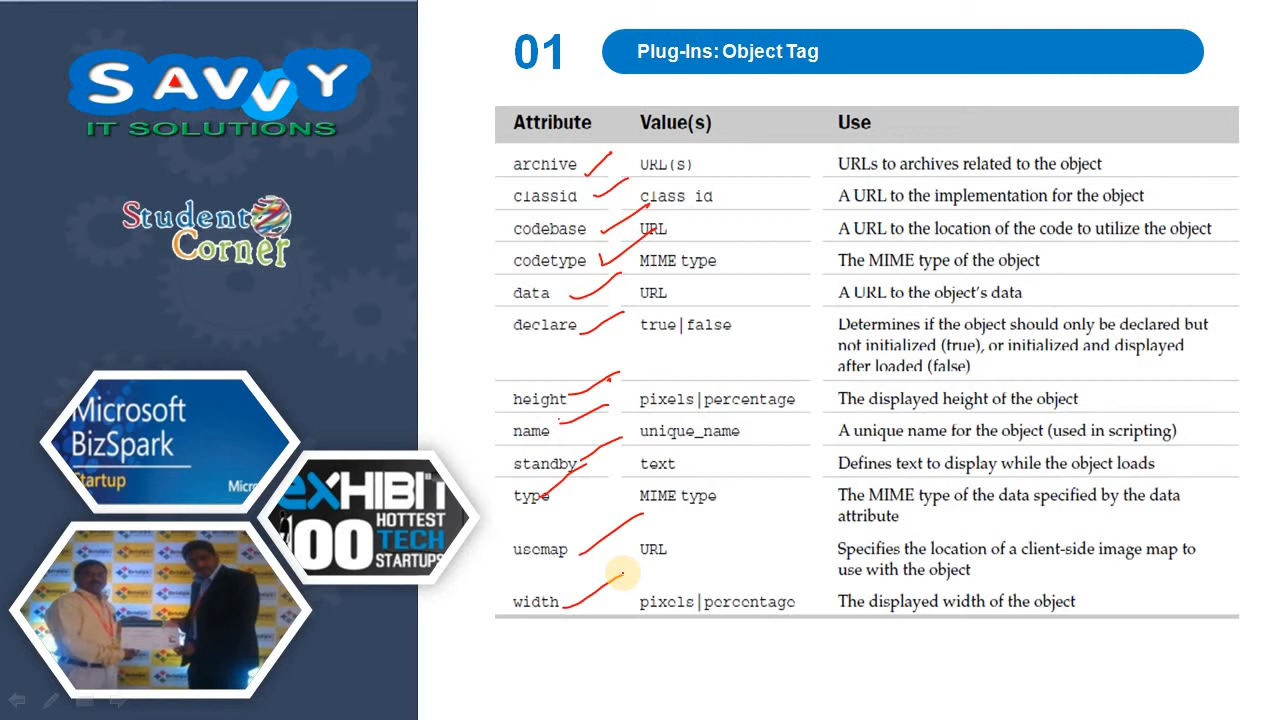 SAVVY
IT SOLUTIONS
Student
Corner
Microsoft
BizSpark
Startup
Micros
eXHIBIT
100 HOTTEST
TECH
STARTUPS
01 Plug-Ins: Object Tag
Attribute Value(s) Use
archive URL(s) URLs to archives related to the object
classid class id A URL to the implementation for the object
codebase URL A URL to the location of the code to utilize the object
codetype MIME type The MIME type of the object
data URL A URL to the object's data
declare true|false Determines if the object should only be declared but
not initialized (true), or initialized and displayed
after loaded (false)
height pixels|percentage The displayed height of the object
name unique_name A unique name for the object (used in scripting)
standby text Defines text to display while the object loads
type MIME type The MIME type of the data specified by the data
attribute
usemap URL Specifies the location of a client-side image map to
use with the object
width pixels|percentage The displayed width of the object